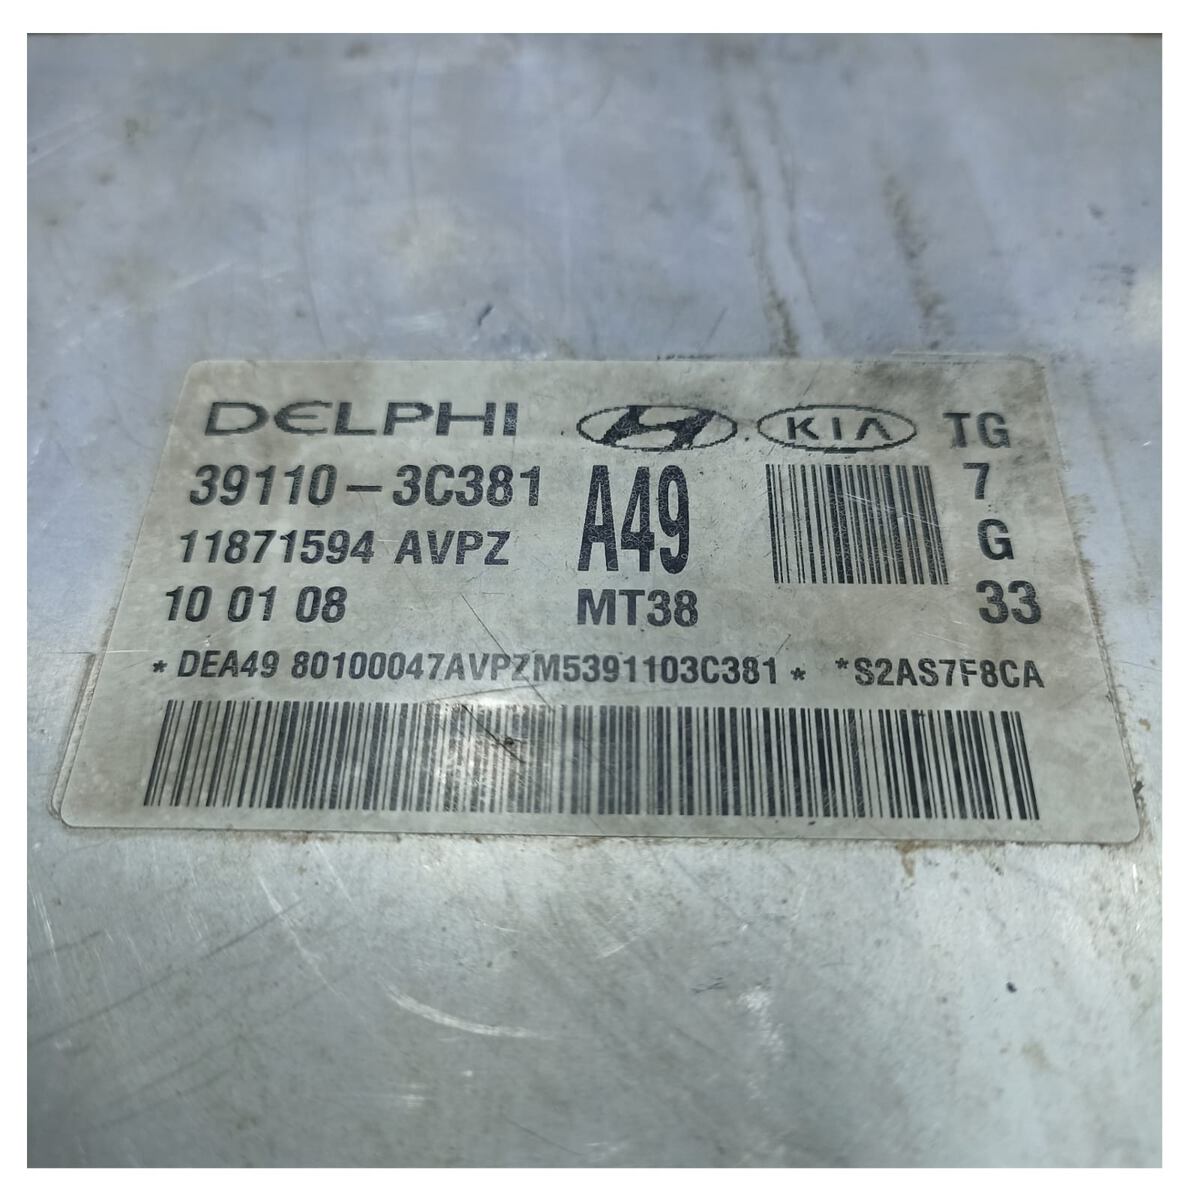 DELPHI KIA TG
39110-3C381 A49 7
11871594 AVPZ G
10 01 08 MT38 33
* DEA49 80100047AVPZM5391103C381 * *S2AS7F8CA